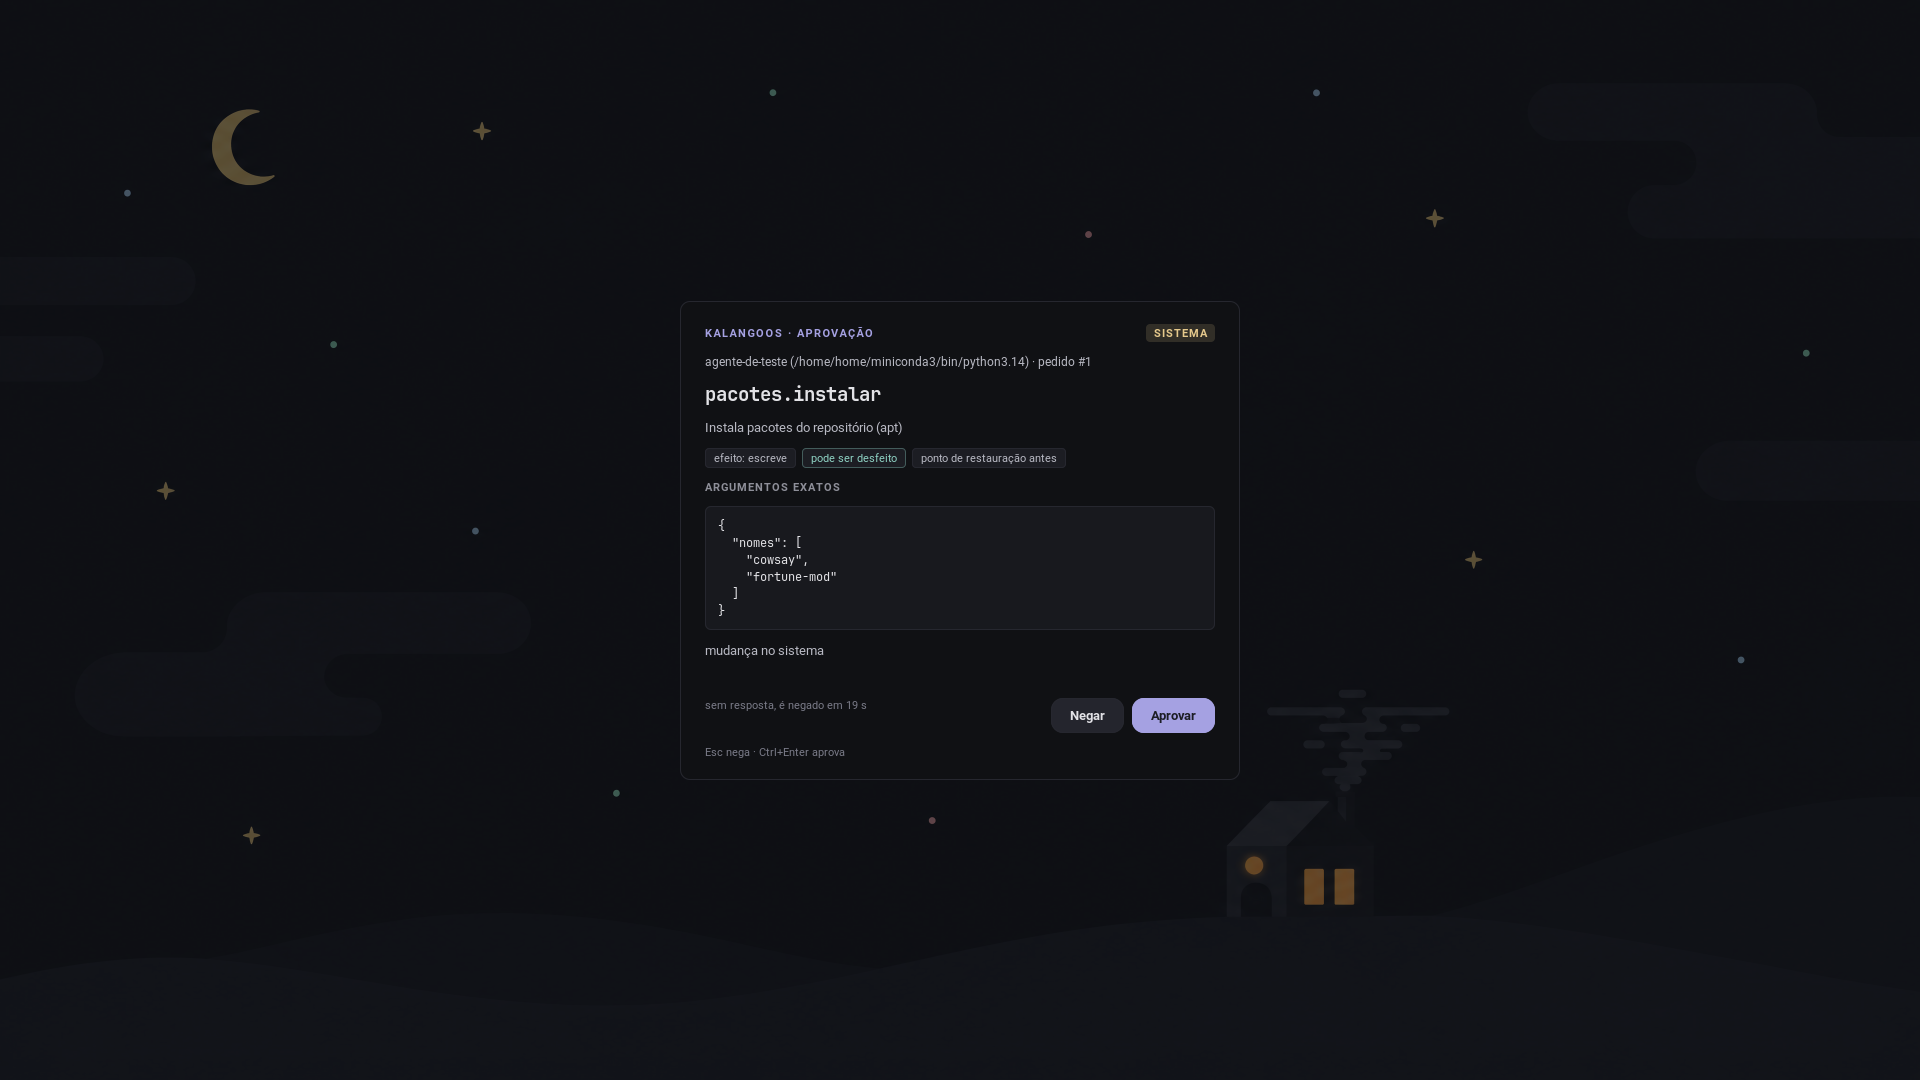 KALANGOOS · APROVAÇÃO
SISTEMA
agente-de-teste (/home/home/miniconda3/bin/python3.14) · pedido #1
pacotes.instalar
Instala pacotes do repositório (apt)
efeito: escreve
pode ser desfeito
ponto de restauração antes
ARGUMENTOS EXATOS
{
  "nomes": [
    "cowsay",
    "fortune-mod"
  ]
}
mudança no sistema
sem resposta, é negado em 19 s
Negar
Aprovar
Esc nega · Ctrl+Enter aprova